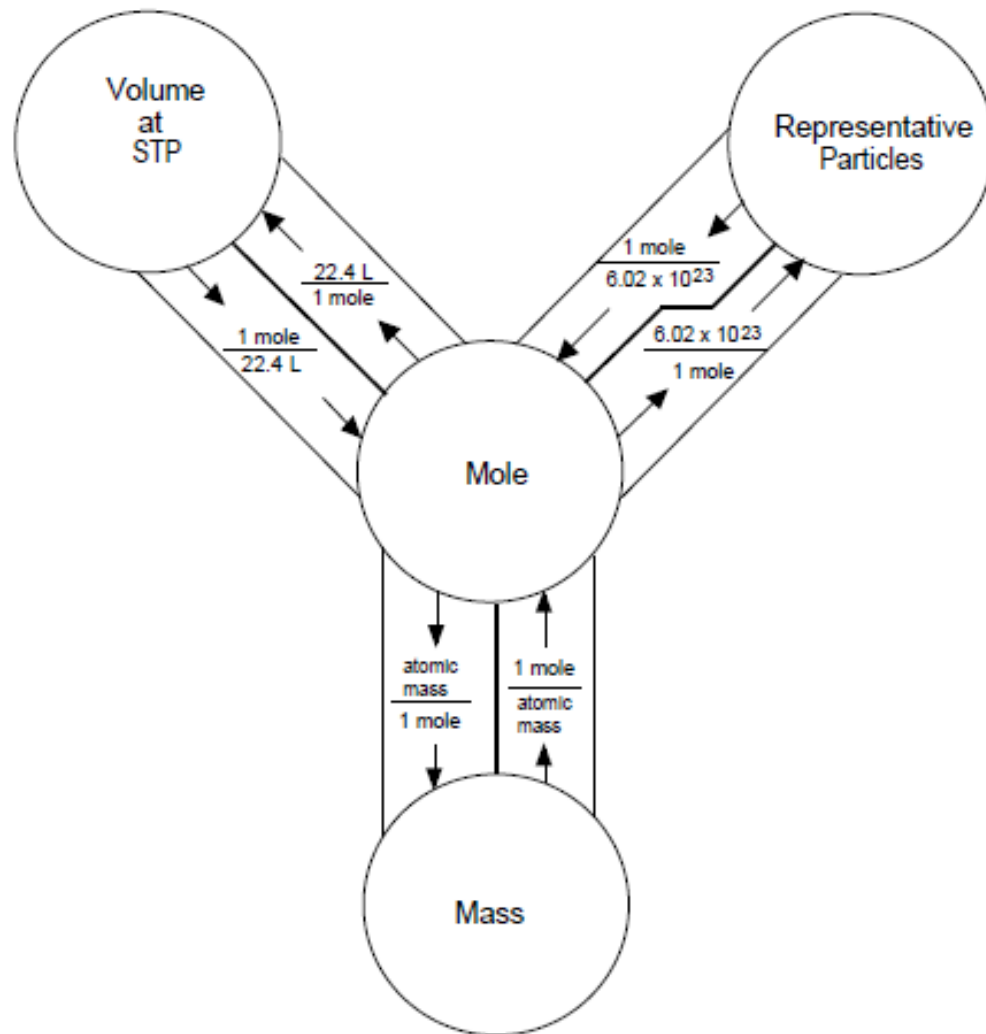 Volume
at
STP
Representative
Particles
22.4 L
1 mole
1 mole
22.4 L
1 mole
6.02 x 10²³
6.02 x 10²³
1 mole
Mole
atomic
mass
1 mole
1 mole
atomic
mass
Mass